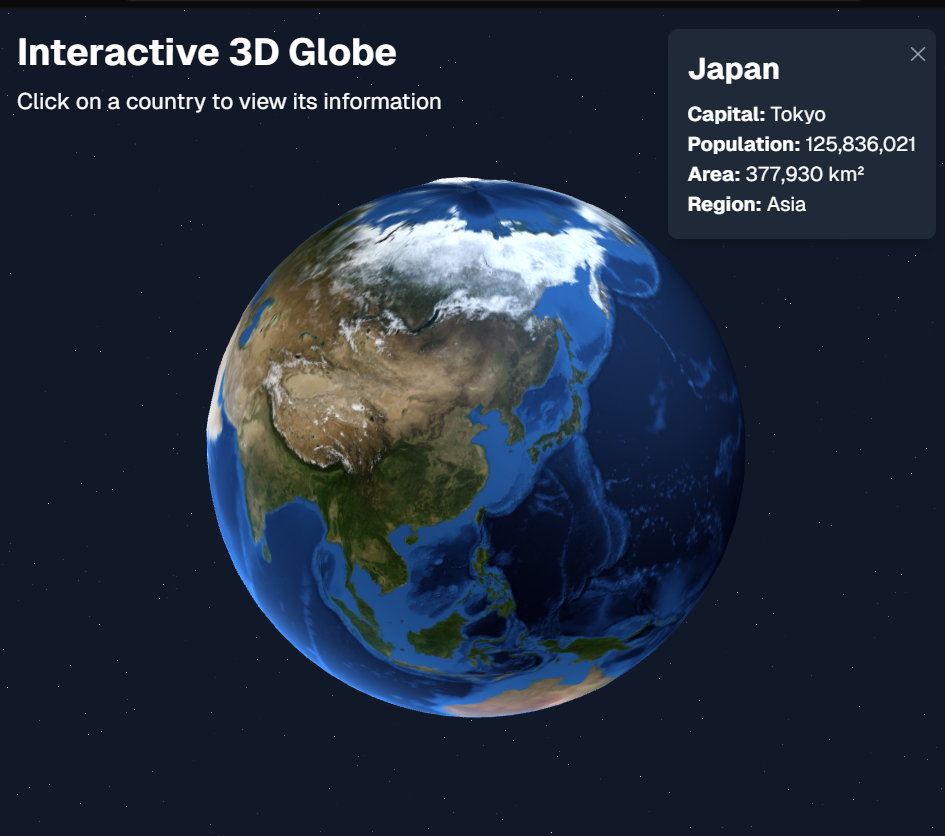 Interactive 3D Globe
Click on a country to view its information
Japan
Capital: Tokyo
Population: 125,836,021
Area: 377,930 km²
Region: Asia